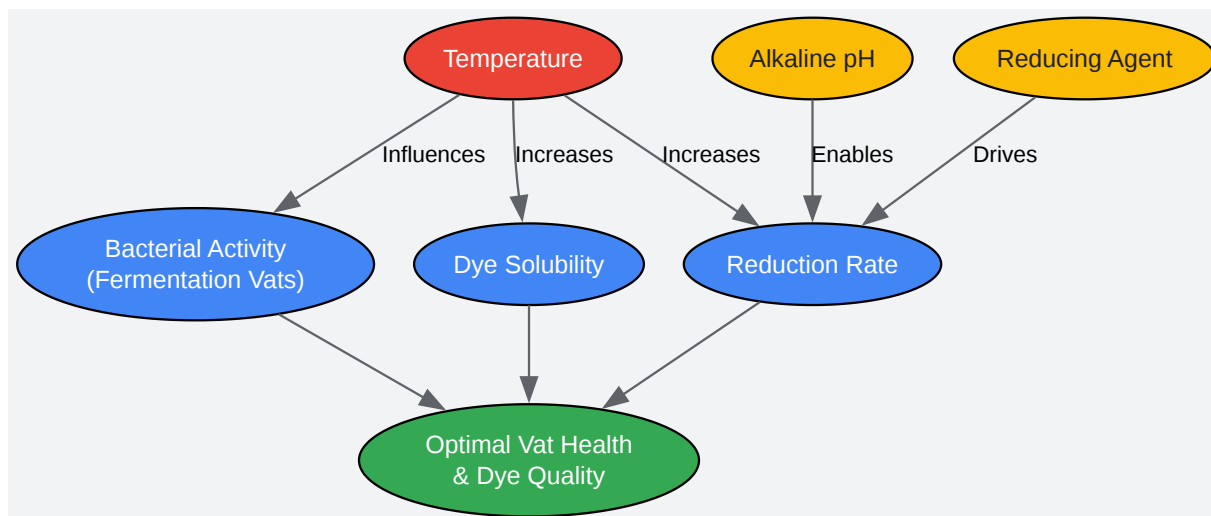 Temperature
Alkaline pH
Reducing Agent
Influences
Increases
Increases
Enables
Drives
Bacterial Activity
(Fermentation Vats)
Dye Solubility
Reduction Rate
Optimal Vat Health
& Dye Quality